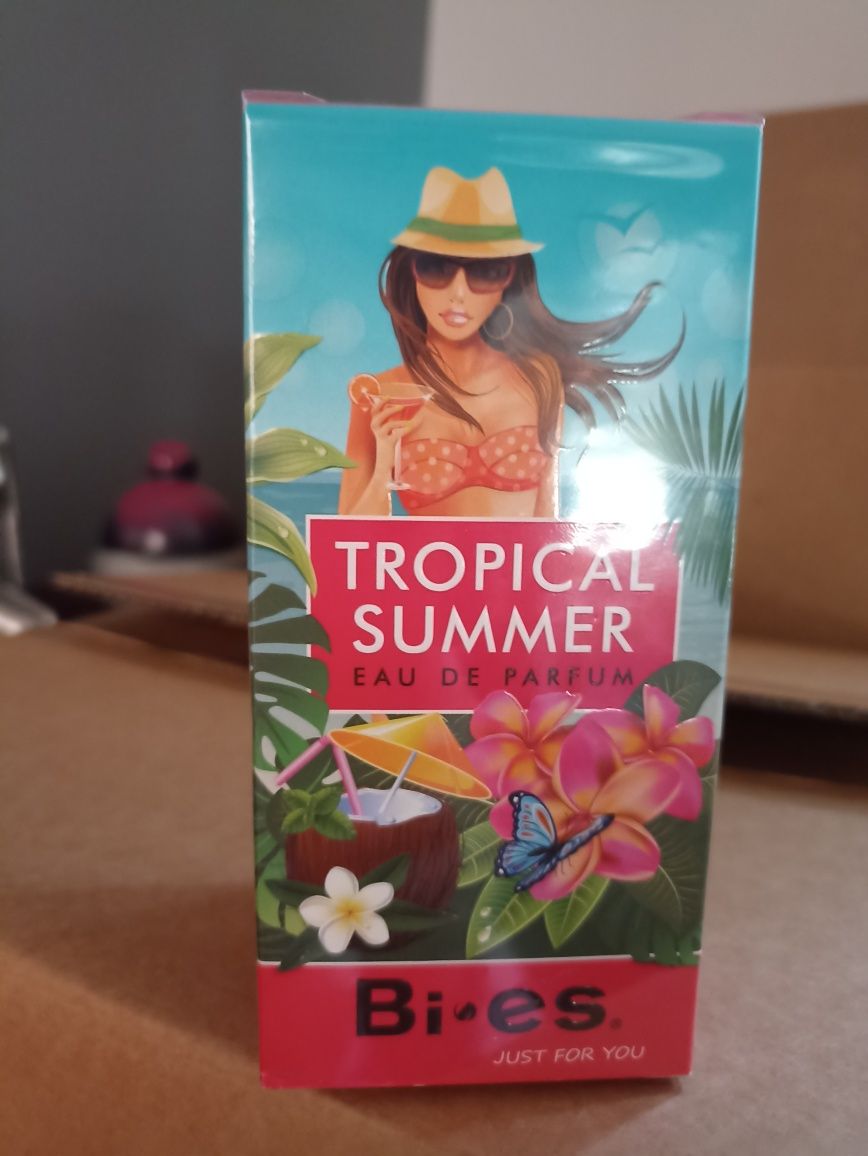 TROPICAL
SUMMER
EAU DE PARFUM
Bi·es®
JUST FOR YOU